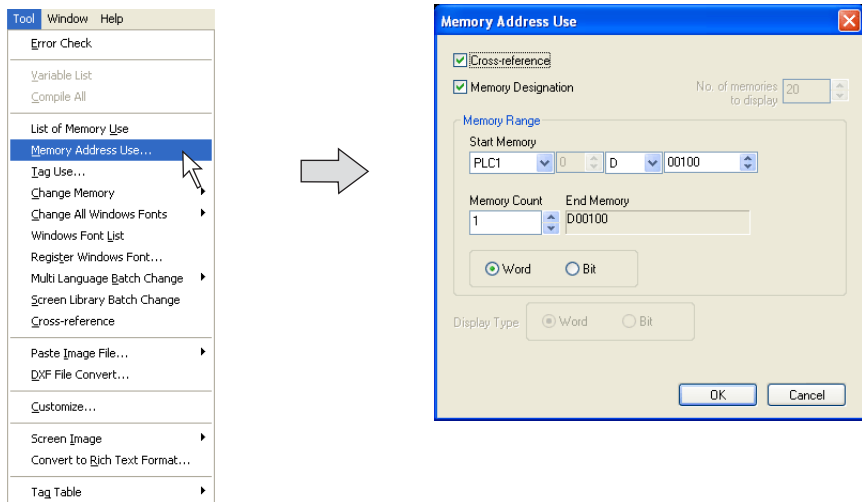 Tool Window Help
Error Check
Variable List
Compile All
List of Memory Use
Memory Address Use...
Tag Use...
Change Memory
Change All Windows Fonts
Windows Font List
Register Windows Font...
Multi Language Batch Change
Screen Library Batch Change
Cross-reference
Paste Image File...
DXF File Convert...
Customize...
Screen Image
Convert to Rich Text Format...
Tag Table
Memory Address Use
Cross-reference
Memory Designation
No. of memories
to display
20
Memory Range
Start Memory
PLC1 0 D 00100
Memory Count End Memory
1 D00100
Word Bit
Display Type Word Bit
OK Cancel